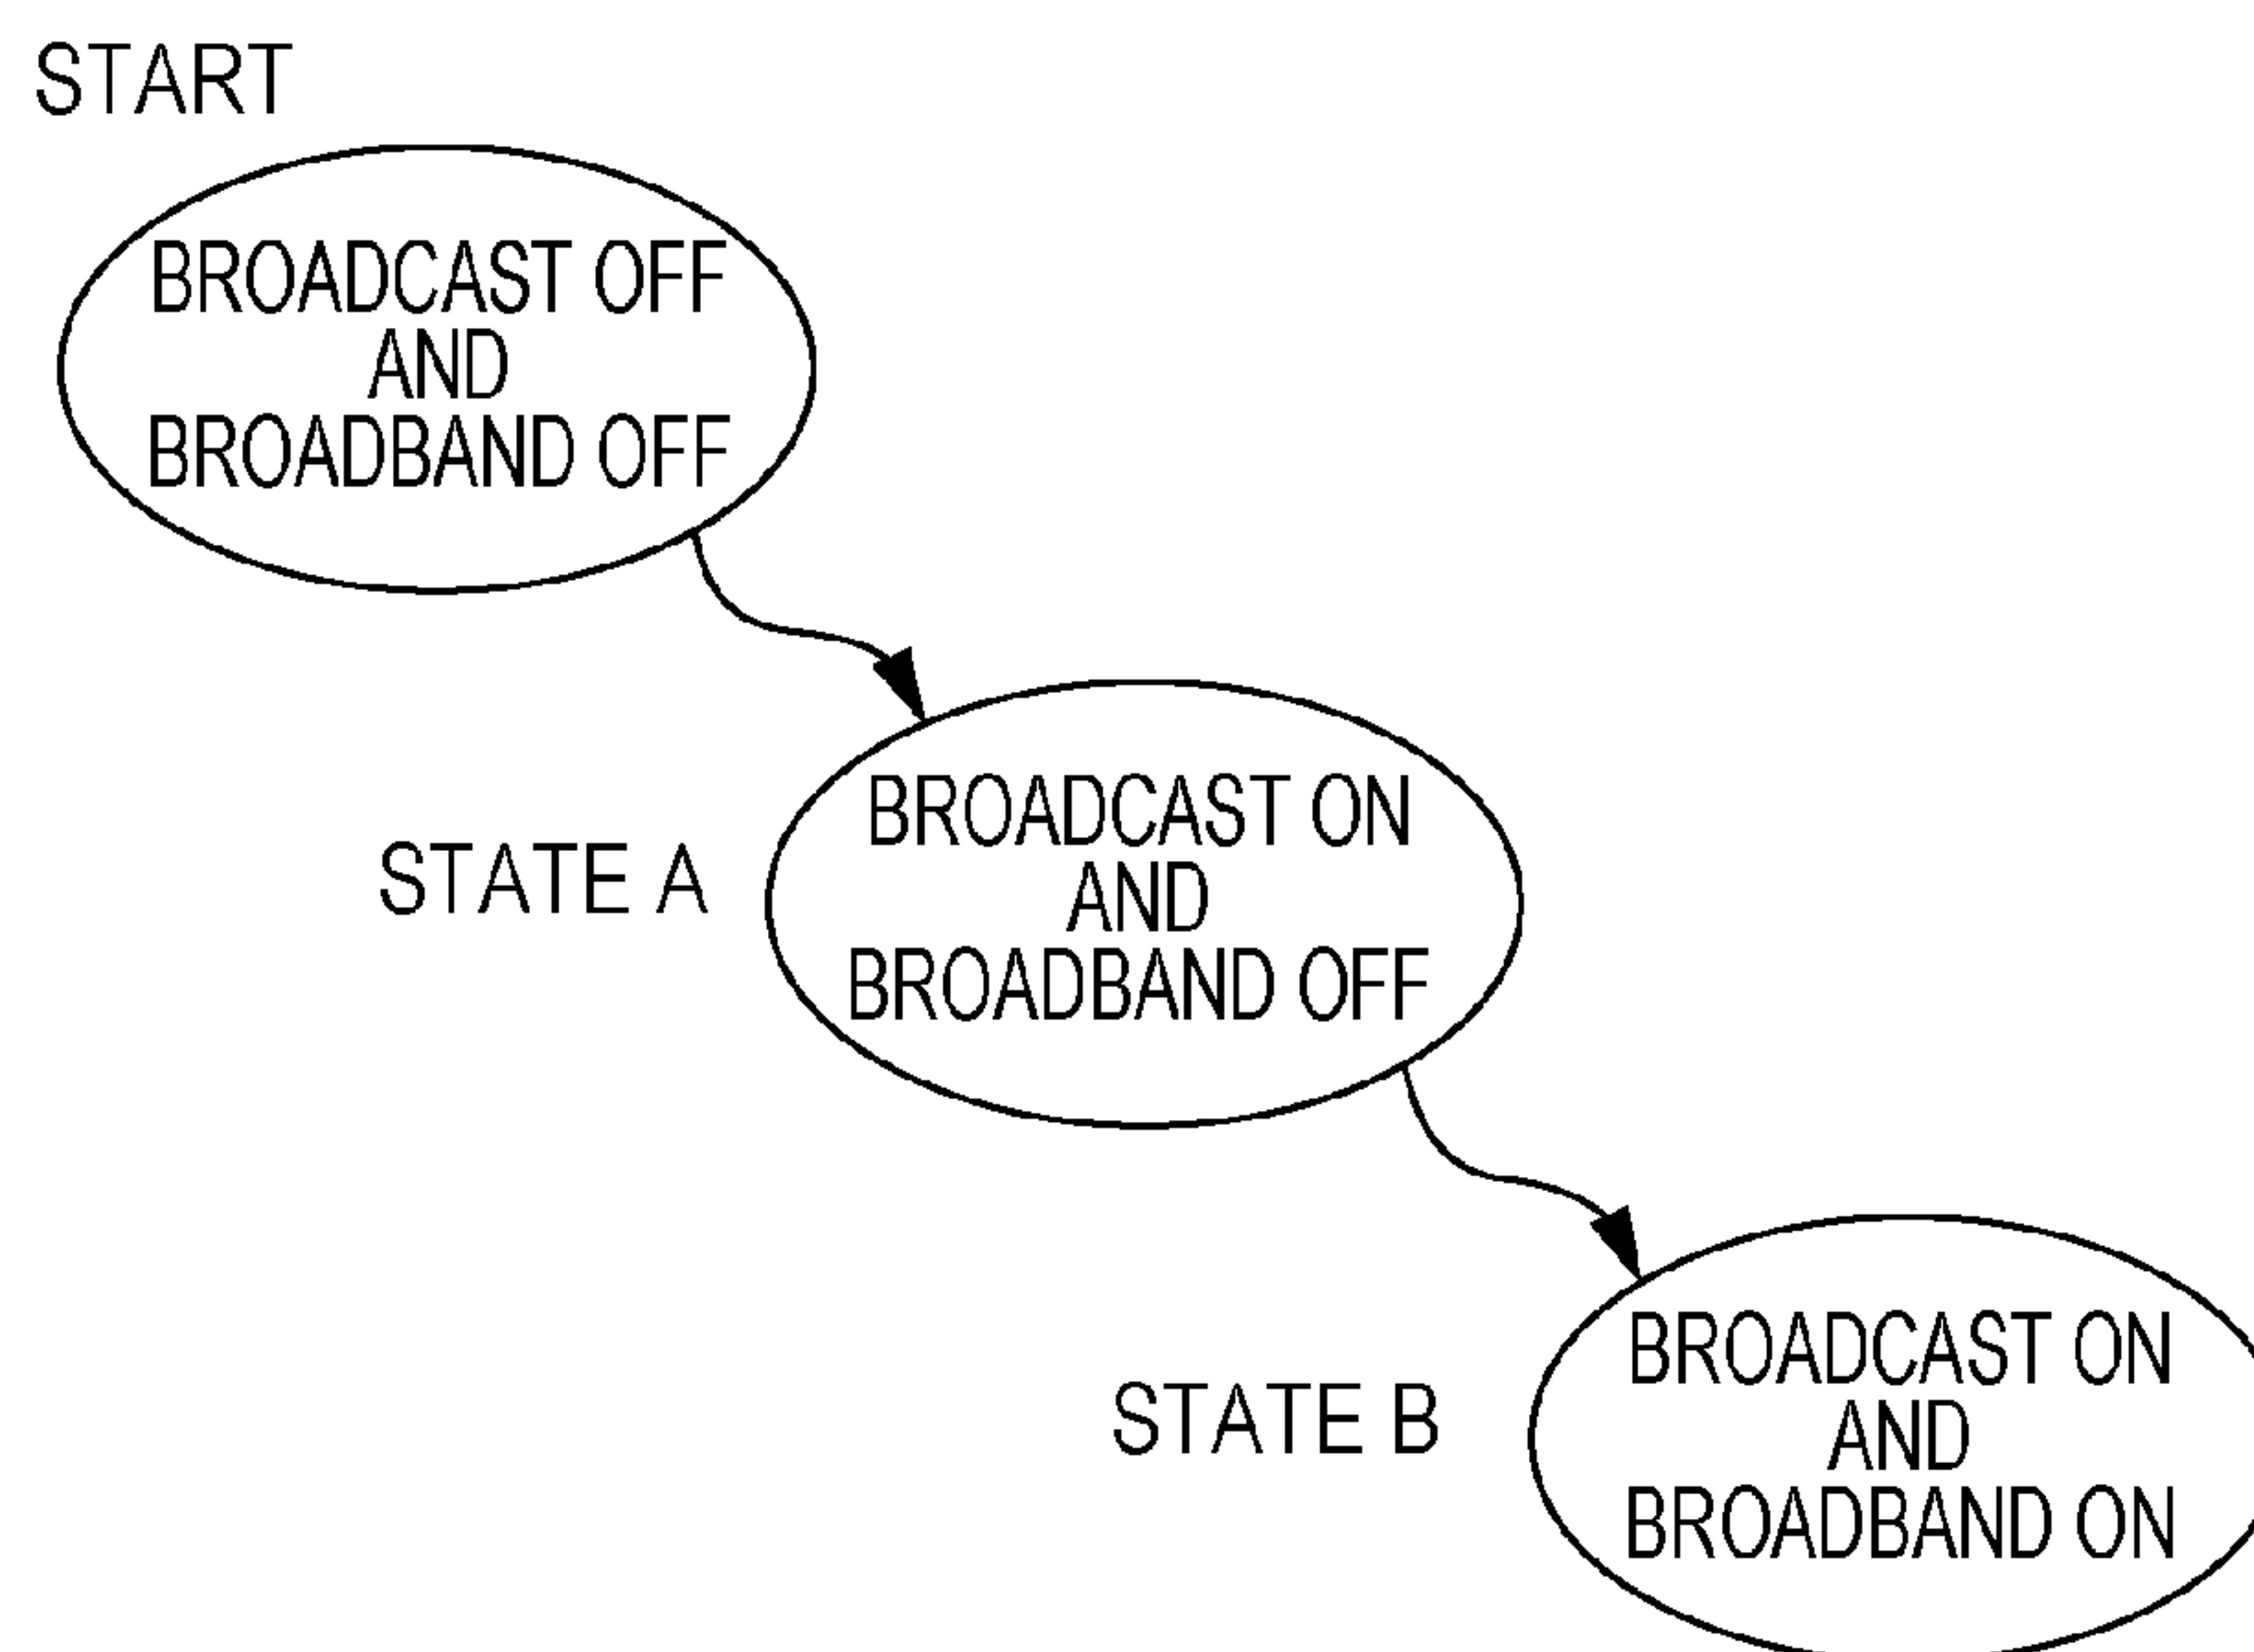 START
BROADCAST OFF
AND
BROADBAND OFF
STATE A
BROADCAST ON
AND
BROADBAND OFF
STATE B
BROADCAST ON
AND
BROADBAND ON